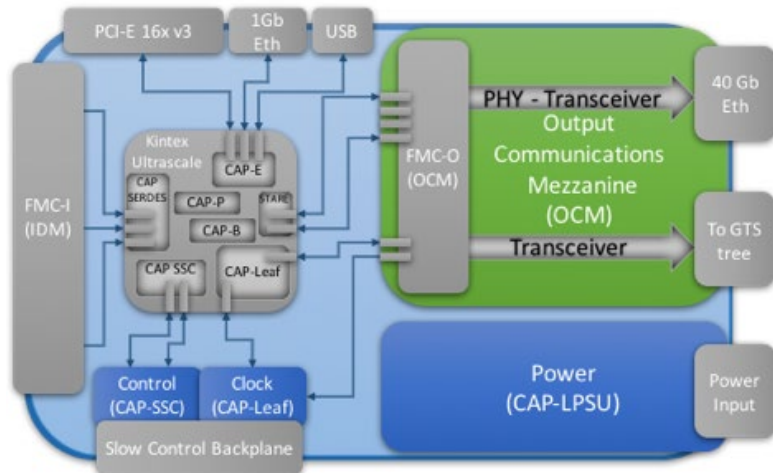 PCI-E 16x v3
1Gb
Eth
USB
FMC-I
(IDM)
Kintex
Ultrascale
CAP-E
CAP
SERDES
CAP-P
STARE
CAP-B
CAP SSC
CAP-Leaf
FMC-O
(OCM)
PHY - Transceiver
Output
Communications
Mezzanine
(OCM)
Transceiver
40 Gb
Eth
To GTS
tree
Control
(CAP-SSC)
Clock
(CAP-Leaf)
Slow Control Backplane
Power
(CAP-LPSU)
Power
Input